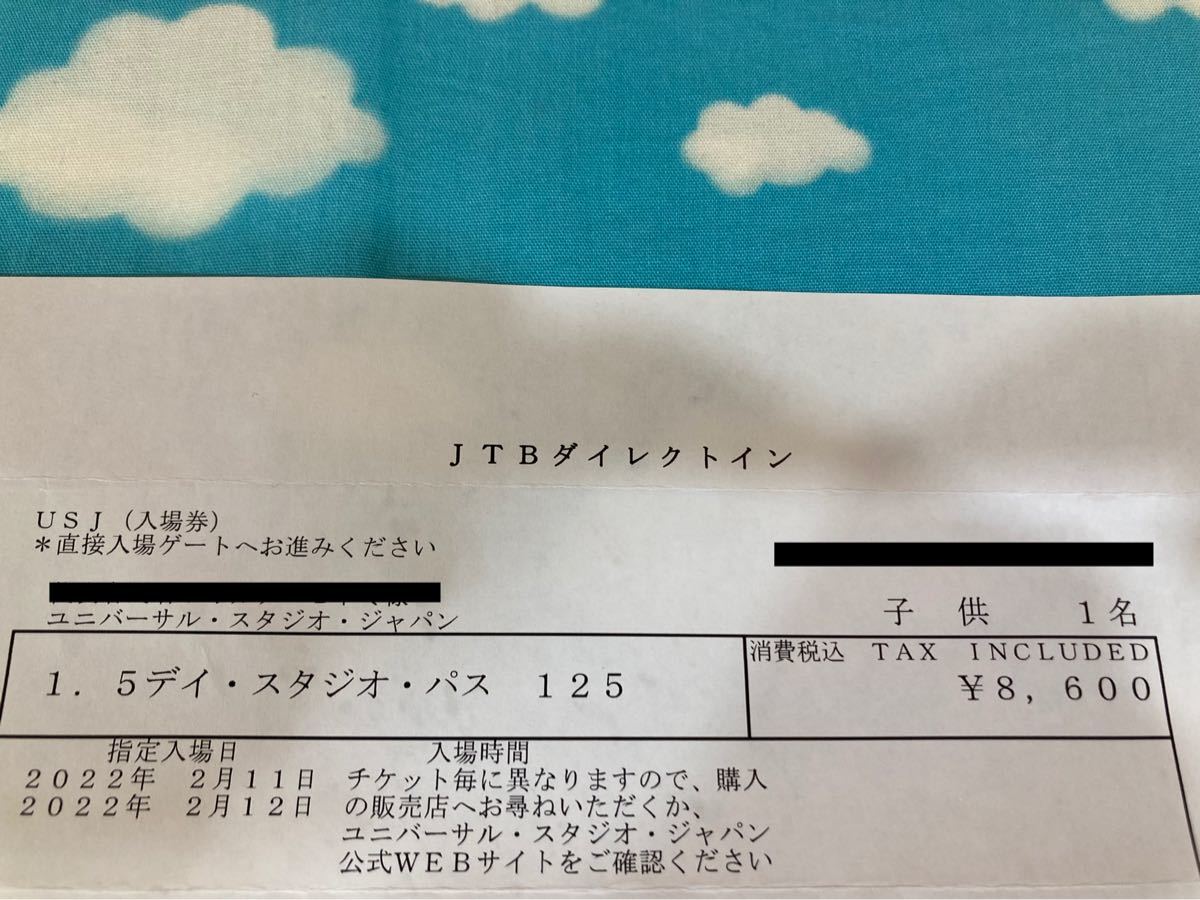 ＪＴＢダイレクトイン
ＵＳＪ（入場券）
＊直接入場ゲートへお進みください
ユニバーサル・スタジオ・ジャパン
子　供　　　１名
１．５デイ・スタジオ・パス　１２５
消費税込　ＴＡＸ　ＩＮＣＬＵＤＥＤ
￥８，６００
指定入場日
２０２２年　２月１１日
２０２２年　２月１２日
入場時間
チケット毎に異なりますので、購入
の販売店へお尋ねいただくか、
ユニバーサル・スタジオ・ジャパン
公式ＷＥＢサイトをご確認ください